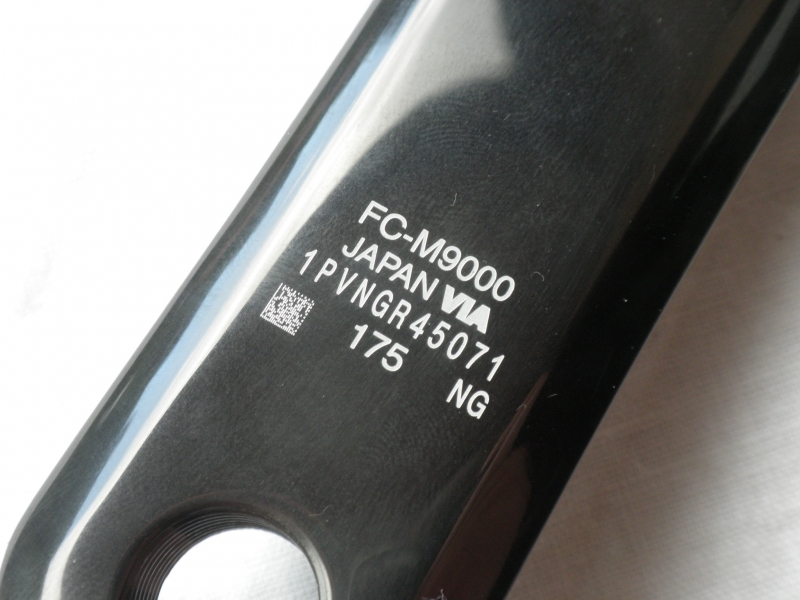 FC-M9000
JAPAN VIA
1PVNGR45071
175 NG